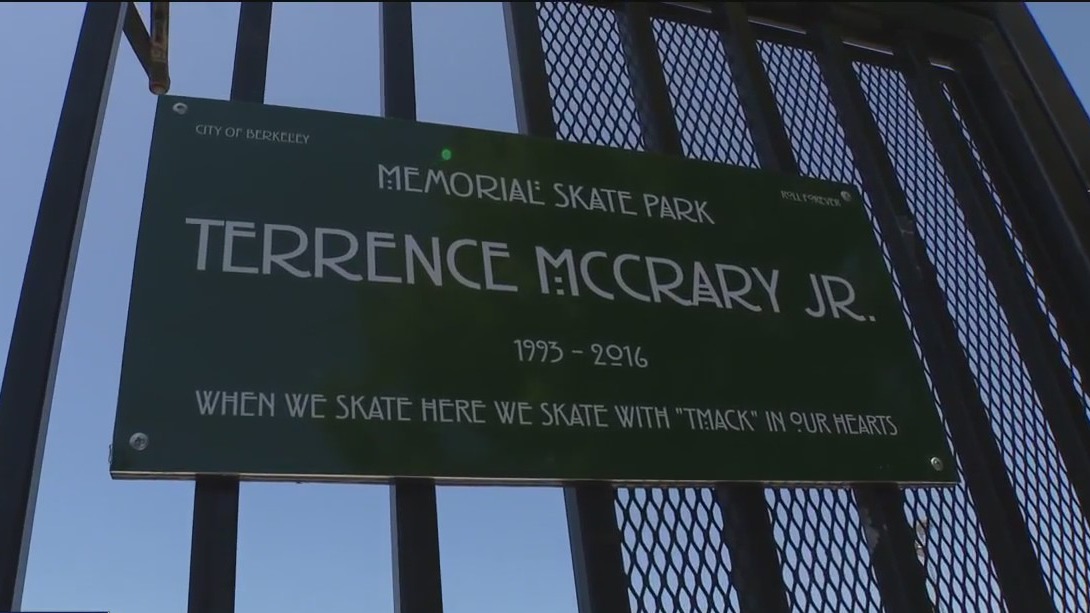 CITY OF BERKELEY
ROLL FOREVER
MEMORIAL SKATE PARK
TERRENCE MCCRARY JR.
1993 - 2016
WHEN WE SKATE HERE WE SKATE WITH "TMACK" IN OUR HEARTS